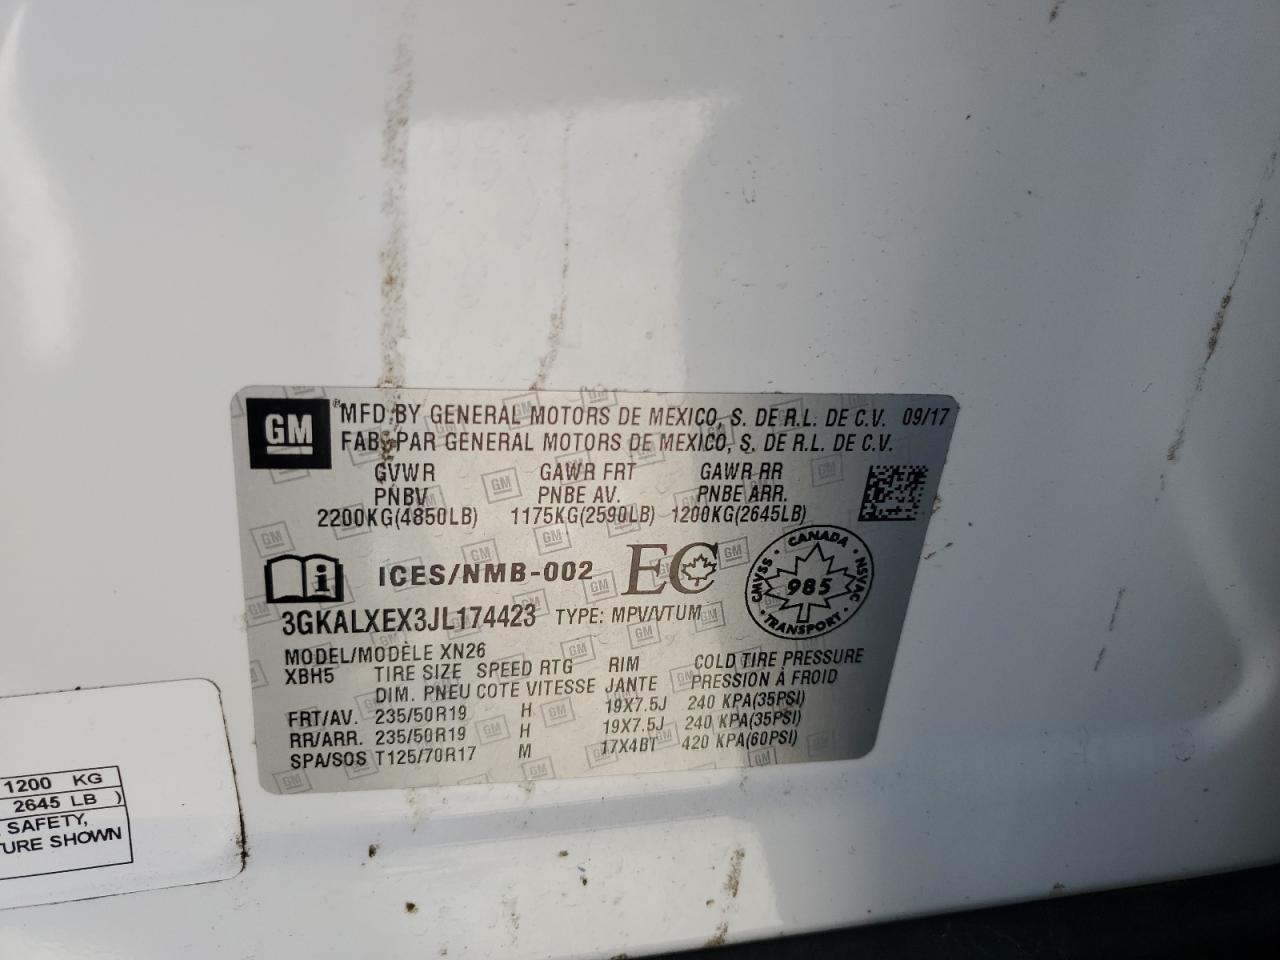 GM
® MFD BY GENERAL MOTORS DE MEXICO, S. DE R.L. DE C.V. 09/17
FAB PAR GENERAL MOTORS DE MEXICO, S. DE R.L. DE C.V.
GVWR GAWR FRT GAWR RR
PNBV PNBE AV. PNBE ARR.
2200KG(4850LB) 1175KG(2590LB) 1200KG(2645LB)
i ICES/NMB-002 EC
CANADA
CMVSS 985 NSVAC
TRANSPORT
3GKALXEX3JL174423 TYPE: MPV/VTUM
MODEL/MODÈLE XN26
XBH5 TIRE SIZE SPEED RTG RIM COLD TIRE PRESSURE
DIM. PNEU COTE VITESSE JANTE PRESSION À FROID
FRT/AV. 235/50R19 H 19X7.5J 240 KPA(35PSI)
RR/ARR. 235/50R19 H 19X7.5J 240 KPA(35PSI)
SPA/SOS T125/70R17 M 17X4BT 420 KPA(60PSI)
1200 KG
2645 LB )
SAFETY,
TURE SHOWN